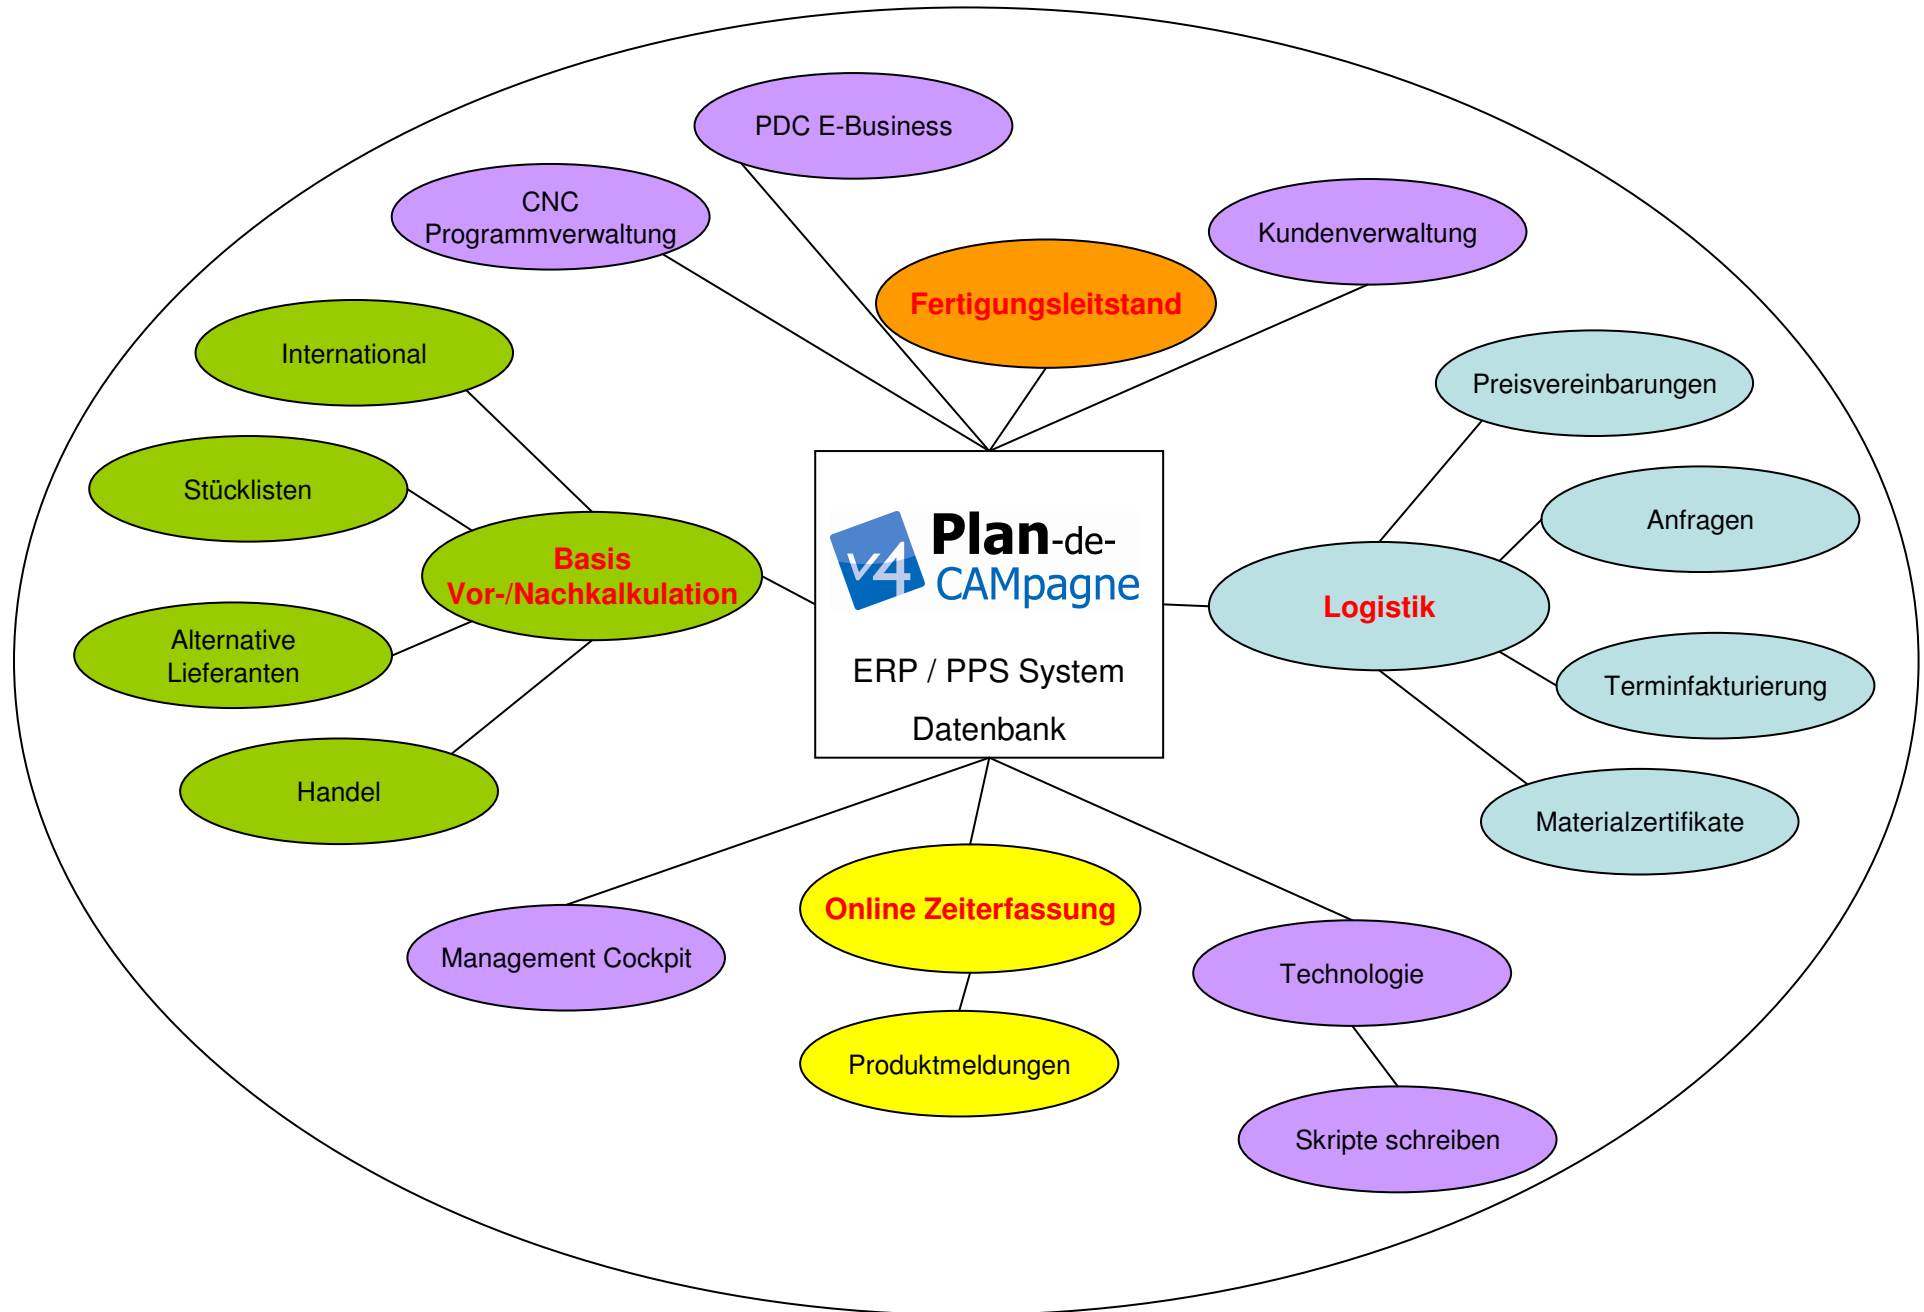 PDC E-Business
CNC
Programmverwaltung
Kundenverwaltung
Fertigungsleitstand
International
Preisvereinbarungen
Stücklisten
Anfragen
Basis
Vor-/Nachkalkulation
v4
Plan-de-
CAMpagne
Logistik
Alternative
Lieferanten
ERP / PPS System
Terminfakturierung
Datenbank
Handel
Materialzertifikate
Online Zeiterfassung
Management Cockpit
Technologie
Produktmeldungen
Skripte schreiben